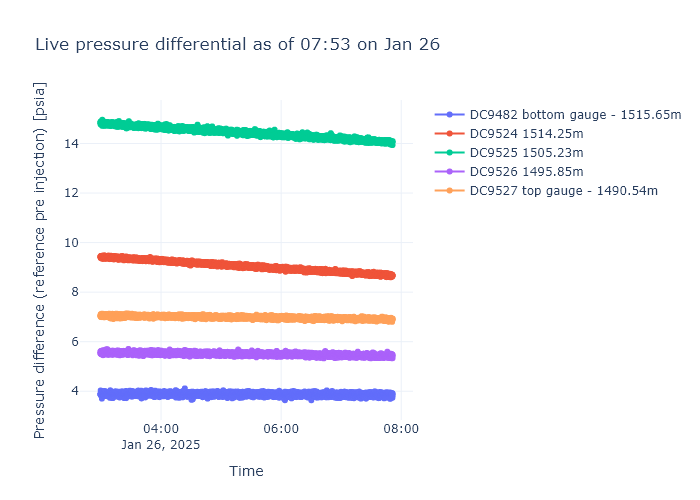 Live pressure differential as of 07:53 on Jan 26
Pressure difference (reference pre injection) [psia]
14
12
10
8
6
4
04:00
Jan 26, 2025
06:00
08:00
Time
DC9482 bottom gauge - 1515.65m
DC9524 1514.25m
DC9525 1505.23m
DC9526 1495.85m
DC9527 top gauge - 1490.54m